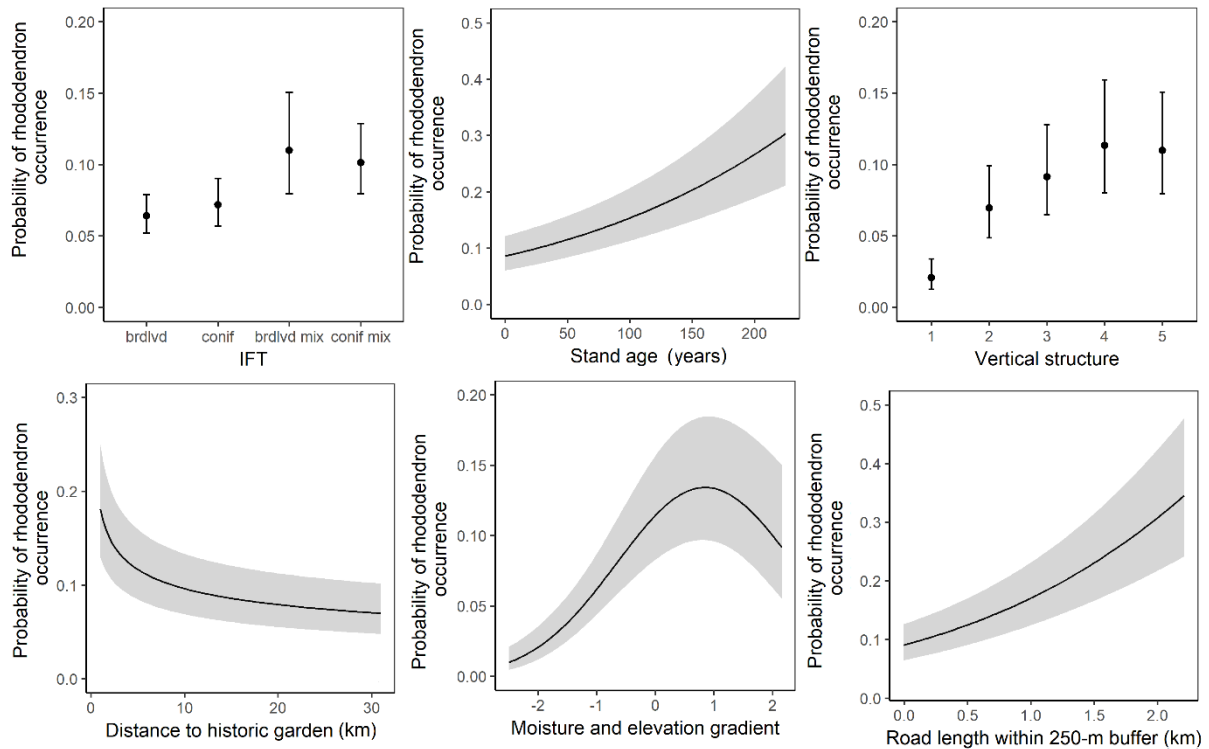 Probability of rhododendron
occurrence
0.20
0.15
0.10
0.05
0.00
brdlvd conif brdlvd mix conif mix
IFT
Probability of rhododendron
occurrence
0.5
0.4
0.3
0.2
0.1
0.0
0 50 100 150 200
Stand age (years)
Probability of rhododendron
occurrence
0.20
0.15
0.10
0.05
0.00
1 2 3 4 5
Vertical structure
Probability of rhododendron
occurrence
0.3
0.2
0.1
0.0
0 10 20 30
Distance to historic garden (km)
Probability of rhododendron
occurrence
0.20
0.15
0.10
0.05
0.00
-2 -1 0 1 2
Moisture and elevation gradient
Probability of rhododendron
occurrence
0.5
0.4
0.3
0.2
0.1
0.0
0.0 0.5 1.0 1.5 2.0
Road length within 250-m buffer (km)